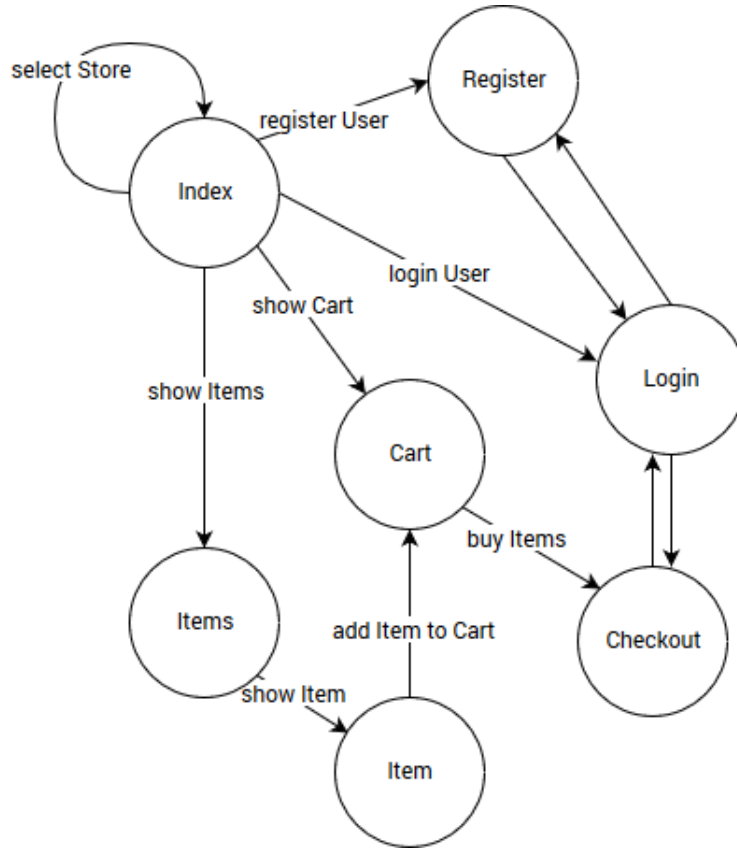 select Store
Register
register User
Index
login User
show Cart
Login
show Items
Cart
buy Items
Items
add Item to Cart
Checkout
show Item
Item